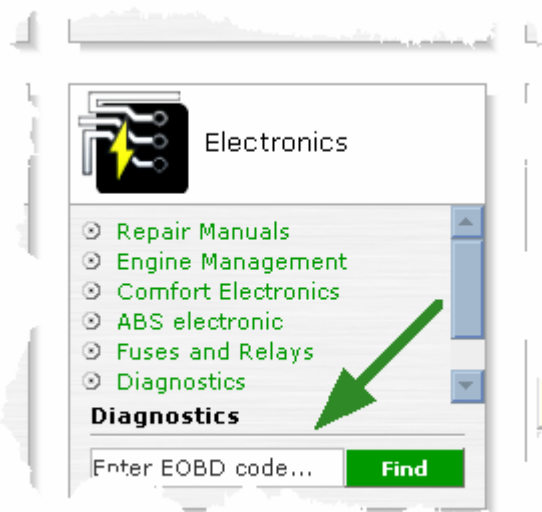 Electronics
Repair Manuals
Engine Management
Comfort Electronics
ABS electronic
Fuses and Relays
Diagnostics
Diagnostics
Enter EOBD code... Find